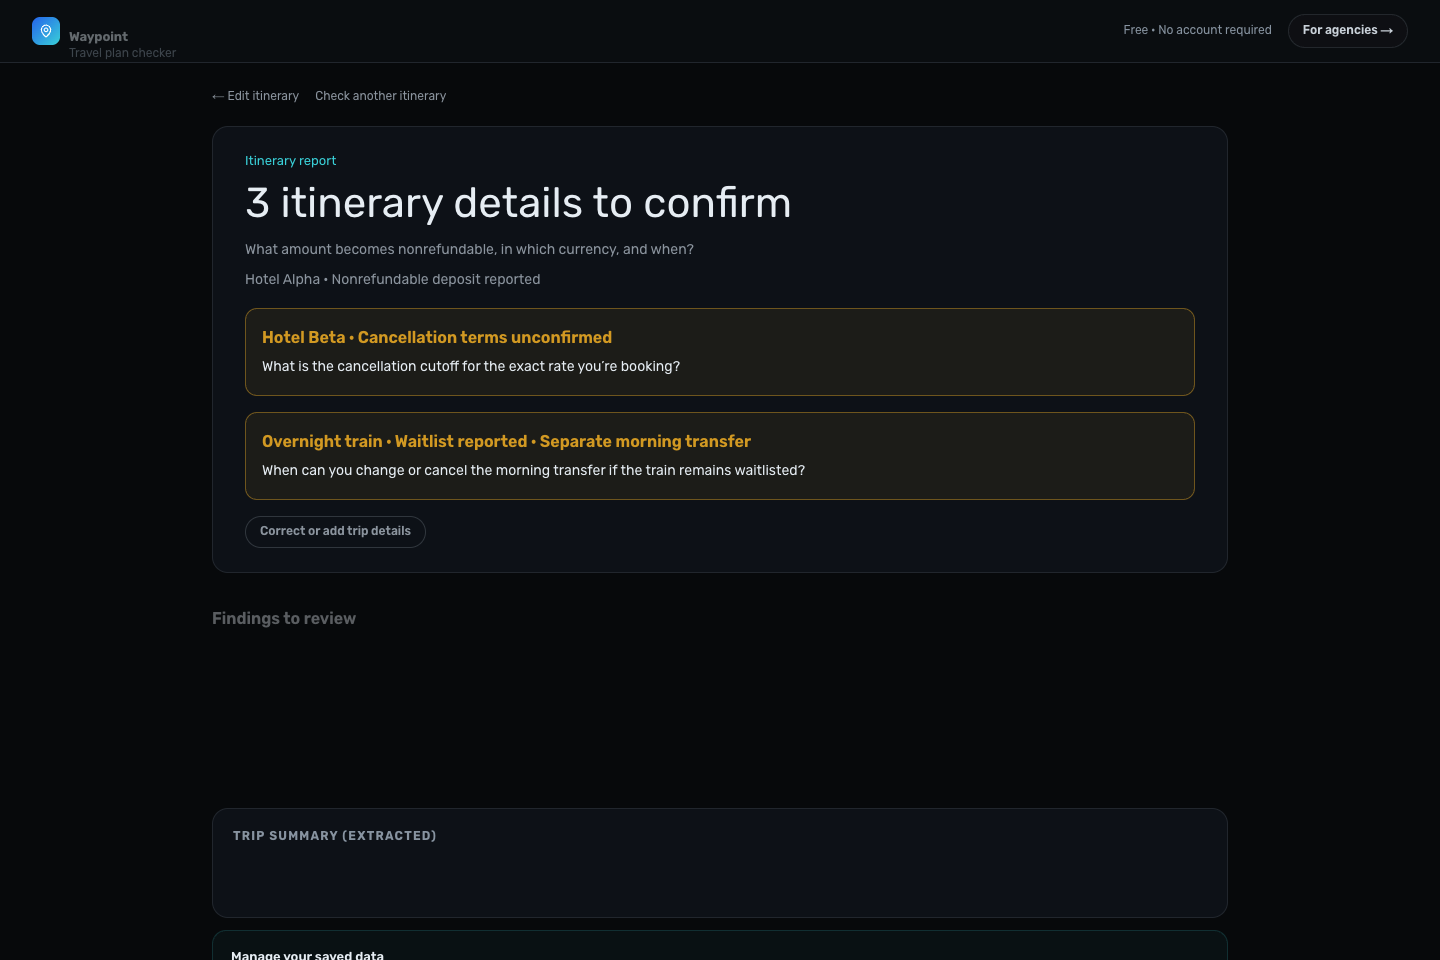 Waypoint
Travel plan checker
Free • No account required
For agencies →
← Edit itinerary
Check another itinerary
Itinerary report
3 itinerary details to confirm
What amount becomes nonrefundable, in which currency, and when?
Hotel Alpha • Nonrefundable deposit reported
Hotel Beta • Cancellation terms unconfirmed
What is the cancellation cutoff for the exact rate you're booking?
Overnight train • Waitlist reported • Separate morning transfer
When can you change or cancel the morning transfer if the train remains waitlisted?
Correct or add trip details
Findings to review
TRIP SUMMARY (EXTRACTED)
Manage your saved data